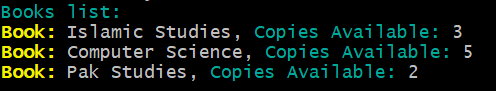 Books list:
Book: Islamic Studies, Copies Available: 3
Book: Computer Science, Copies Available: 5
Book: Pak Studies, Copies Available: 2